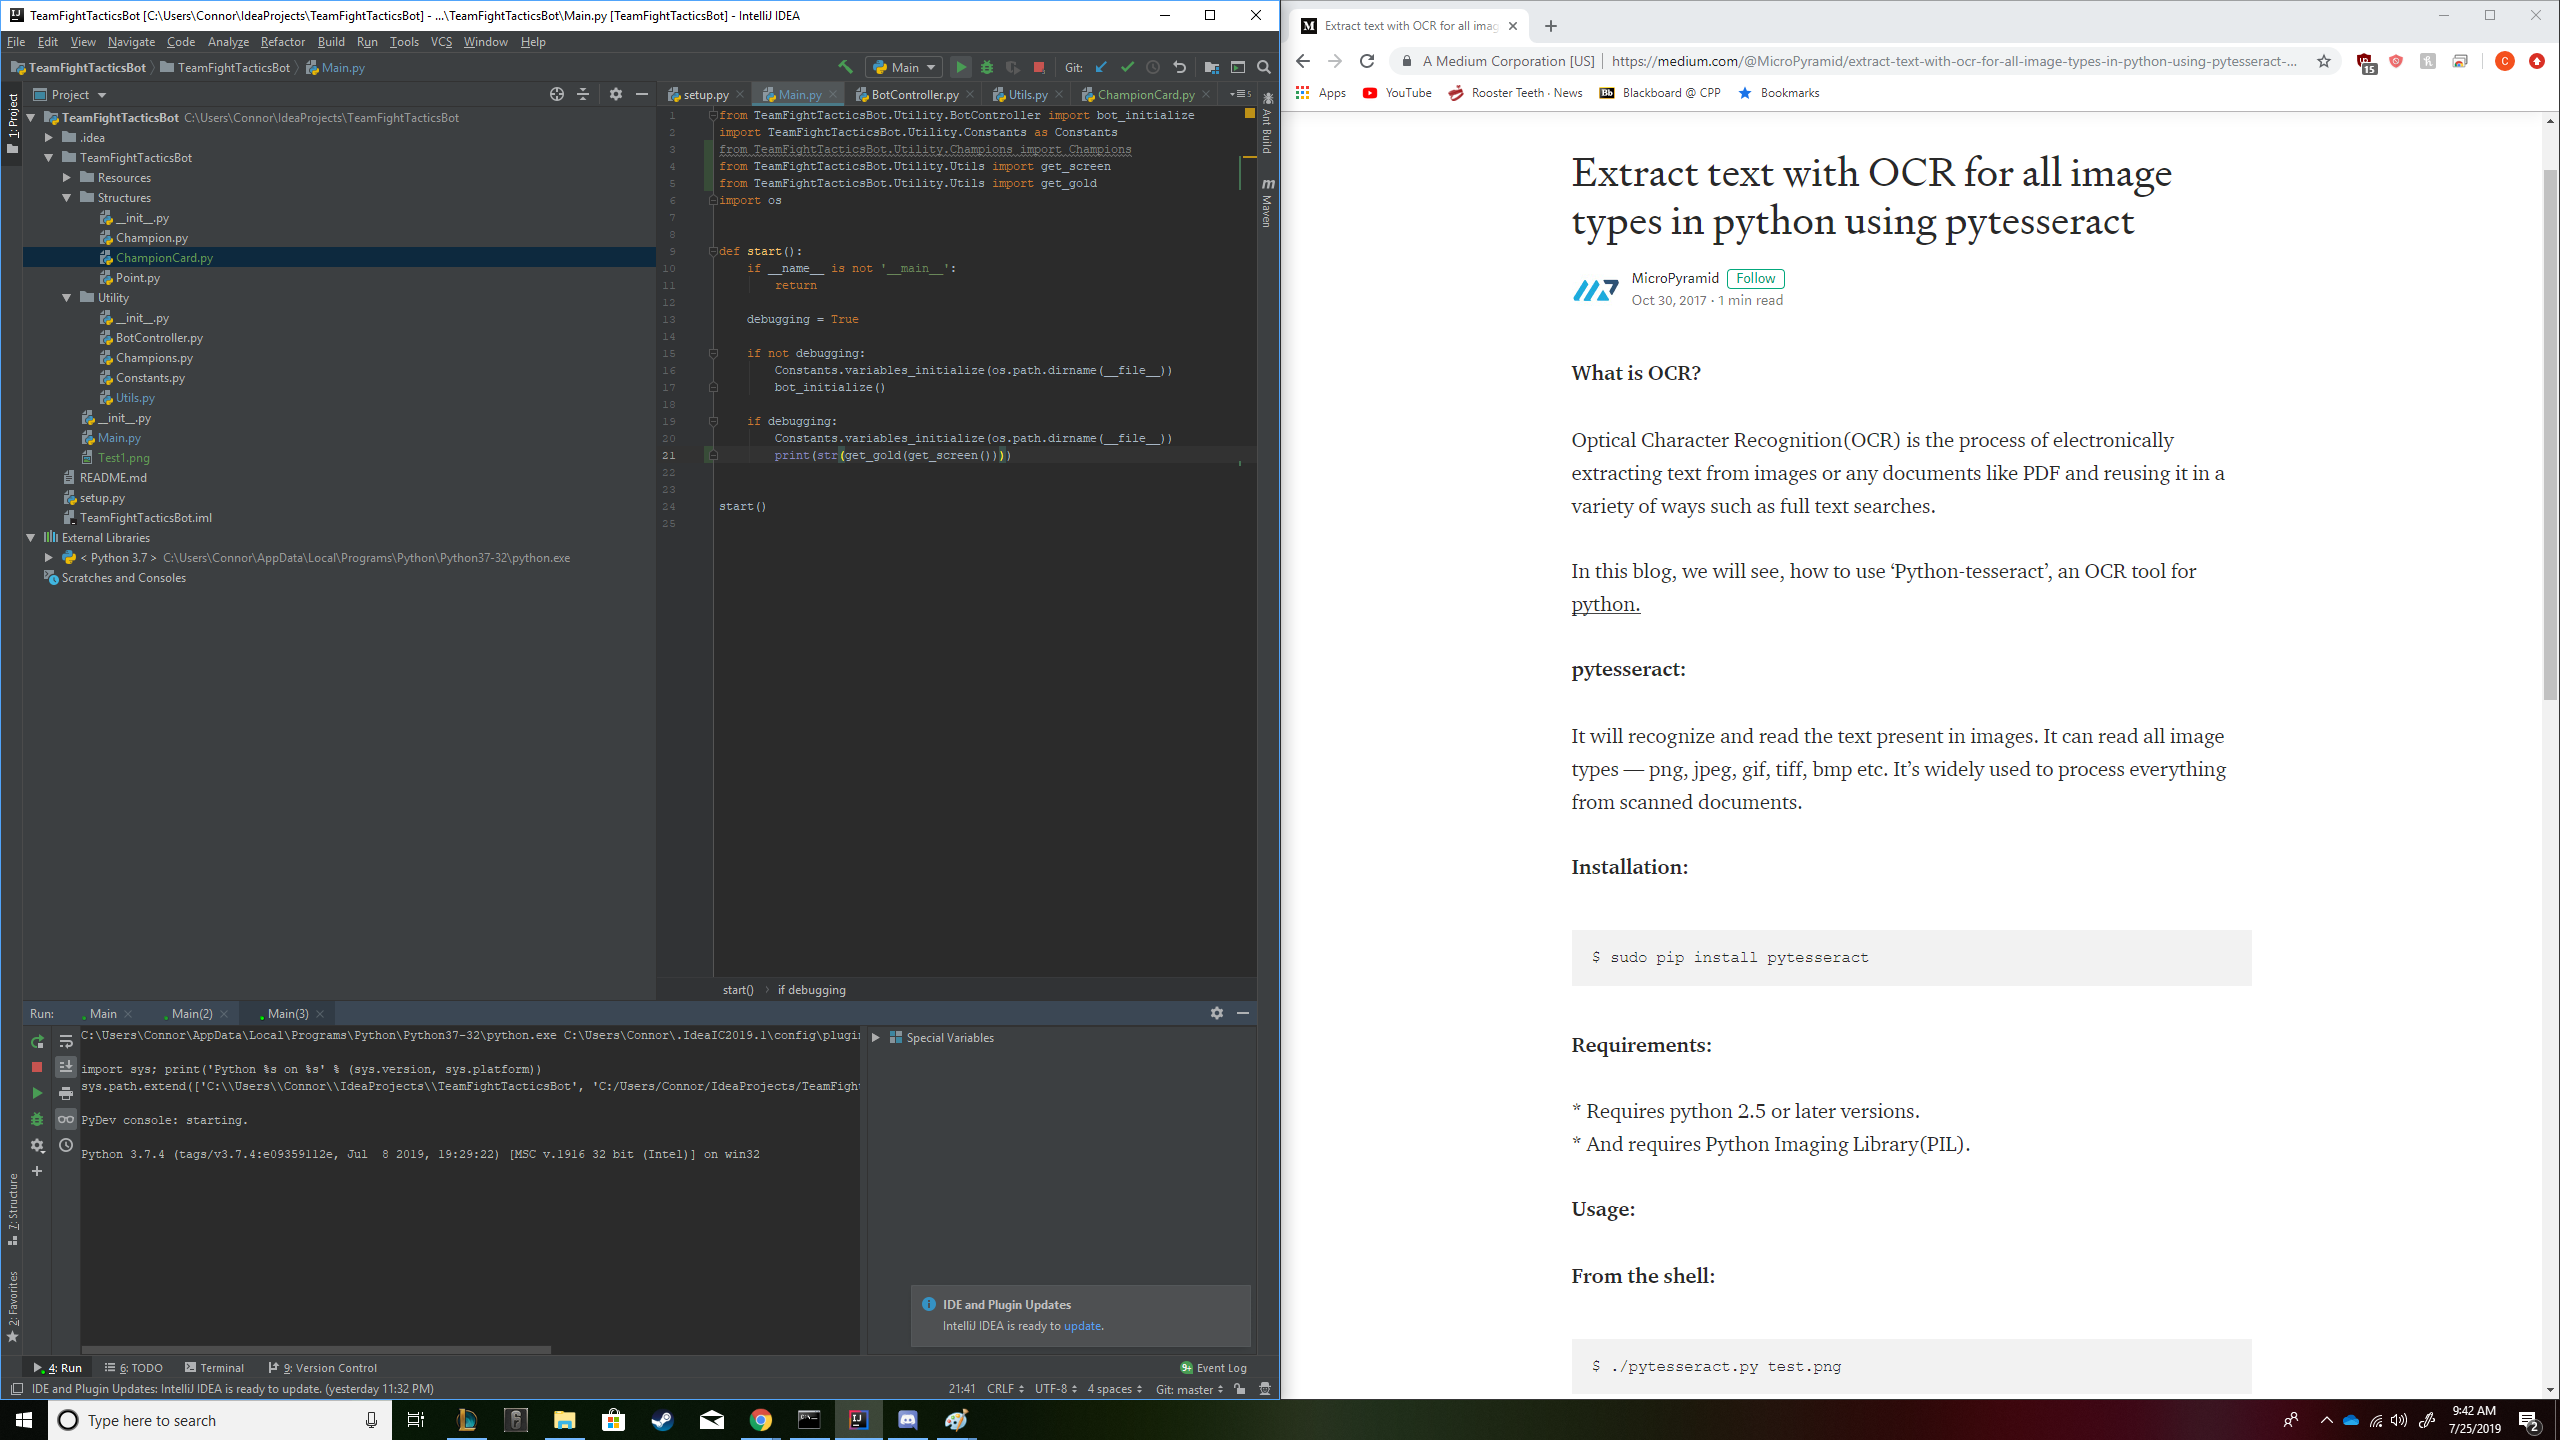 TeamFightTacticsBot [C:\Users\Connor\IdeaProjects\TeamFightTacticsBot] - ...\TeamFightTacticsBot\Main.py [TeamFightTacticsBot] - IntelliJ IDEA
File Edit View Navigate Code Analyze Refactor Build Run Tools VCS Window Help
TeamFightTacticsBot TeamFightTacticsBot Main.py
Main
Git:
1: Project
Project
TeamFightTacticsBot C:\Users\Connor\IdeaProjects\TeamFightTacticsBot
.idea
TeamFightTacticsBot
Resources
Structures
__init__.py
Champion.py
ChampionCard.py
Point.py
Utility
__init__.py
BotController.py
Champions.py
Constants.py
Utils.py
__init__.py
Main.py
Test1.png
README.md
setup.py
TeamFightTacticsBot.iml
External Libraries
< Python 3.7 > C:\Users\Connor\AppData\Local\Programs\Python\Python37-32\python.exe
Scratches and Consoles
7: Structure
2: Favorites
setup.py Main.py BotController.py Utils.py ChampionCard.py 5
1 from TeamFightTacticsBot.Utility.BotController import bot_initialize
2 import TeamFightTacticsBot.Utility.Constants as Constants
3 from TeamFightTacticsBot.Utility.Champions import Champions
4 from TeamFightTacticsBot.Utility.Utils import get_screen
5 from TeamFightTacticsBot.Utility.Utils import get_gold
6 import os
7
8
9 def start():
10 if __name__ is not '__main__':
11 return
12
13 debugging = True
14
15 if not debugging:
16 Constants.variables_initialize(os.path.dirname(__file__))
17 bot_initialize()
18
19 if debugging:
20 Constants.variables_initialize(os.path.dirname(__file__))
21 print(str(get_gold(get_screen())))
22
23
24 start()
25
start() if debugging
Ant Build
m Maven
Run: Main Main(2) Main(3)
C:\Users\Connor\AppData\Local\Programs\Python\Python37-32\python.exe C:\Users\Connor\.IdeaIC2019.1\config\plugin
import sys; print('Python %s on %s' % (sys.version, sys.platform))
sys.path.extend(['C:\\Users\\Connor\\IdeaProjects\\TeamFightTacticsBot', 'C:/Users/Connor/IdeaProjects/TeamFight
PyDev console: starting.
Python 3.7.4 (tags/v3.7.4:e09359112e, Jul 8 2019, 19:29:22) [MSC v.1916 32 bit (Intel)] on win32
Special Variables
IDE and Plugin Updates
IntelliJ IDEA is ready to update.
4: Run 6: TODO Terminal 9: Version Control
9+ Event Log
IDE and Plugin Updates: IntelliJ IDEA is ready to update. (yesterday 11:32 PM)
21:41 CRLF UTF-8 4 spaces Git: master
M Extract text with OCR for all imag
A Medium Corporation [US] | https://medium.com/@MicroPyramid/extract-text-with-ocr-for-all-image-types-in-python-using-pytesseract-...
15
C
Apps YouTube Rooster Teeth · News Bb Blackboard @ CPP Bookmarks
Extract text with OCR for all image
types in python using pytesseract
MicroPyramid Follow
Oct 30, 2017 · 1 min read
What is OCR?
Optical Character Recognition(OCR) is the process of electronically
extracting text from images or any documents like PDF and reusing it in a
variety of ways such as full text searches.
In this blog, we will see, how to use ‘Python-tesseract’, an OCR tool for
python.
pytesseract:
It will recognize and read the text present in images. It can read all image
types — png, jpeg, gif, tiff, bmp etc. It’s widely used to process everything
from scanned documents.
Installation:
$ sudo pip install pytesseract
Requirements:
* Requires python 2.5 or later versions.
* And requires Python Imaging Library(PIL).
Usage:
From the shell:
$ ./pytesseract.py test.png
Type here to search
9:42 AM
7/25/2019
2